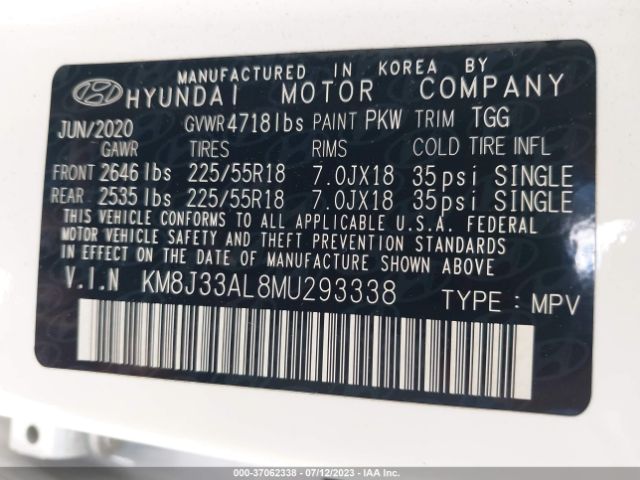 MANUFACTURED IN KOREA BY
HYUNDAI MOTOR COMPANY
JUN/2020 GVWR4718lbs PAINT PKW TRIM TGG
GAWR TIRES RIMS COLD TIRE INFL
FRONT 2646 lbs 225/55R18 7.0JX18 35psi SINGLE
REAR 2535 lbs 225/55R18 7.0JX18 35psi SINGLE
THIS VEHICLE CONFORMS TO ALL APPLICABLE U.S.A. FEDERAL
MOTOR VEHICLE SAFETY AND THEFT PREVENTION STANDARDS
IN EFFECT ON THE DATE OF MANUFACTURE SHOWN ABOVE.
V.I.N KM8J33AL8MU293338 TYPE : MPV
000-37062338 - 07/12/2023 - IAA Inc.